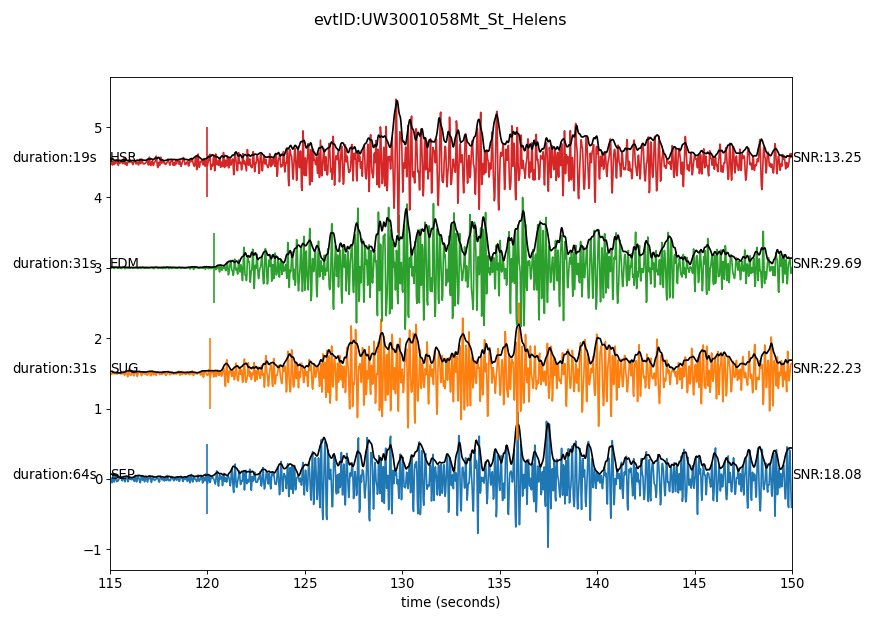 evtID:UW3001058Mt_St_Helens
5
duration:19s HSR SNR:13.25
4
duration:31s EDM SNR:29.69
3
2
duration:31s SUG SNR:22.23
1
duration:64s SEP SNR:18.08
0
−1
115 120 125 130 135 140 145 150
time (seconds)